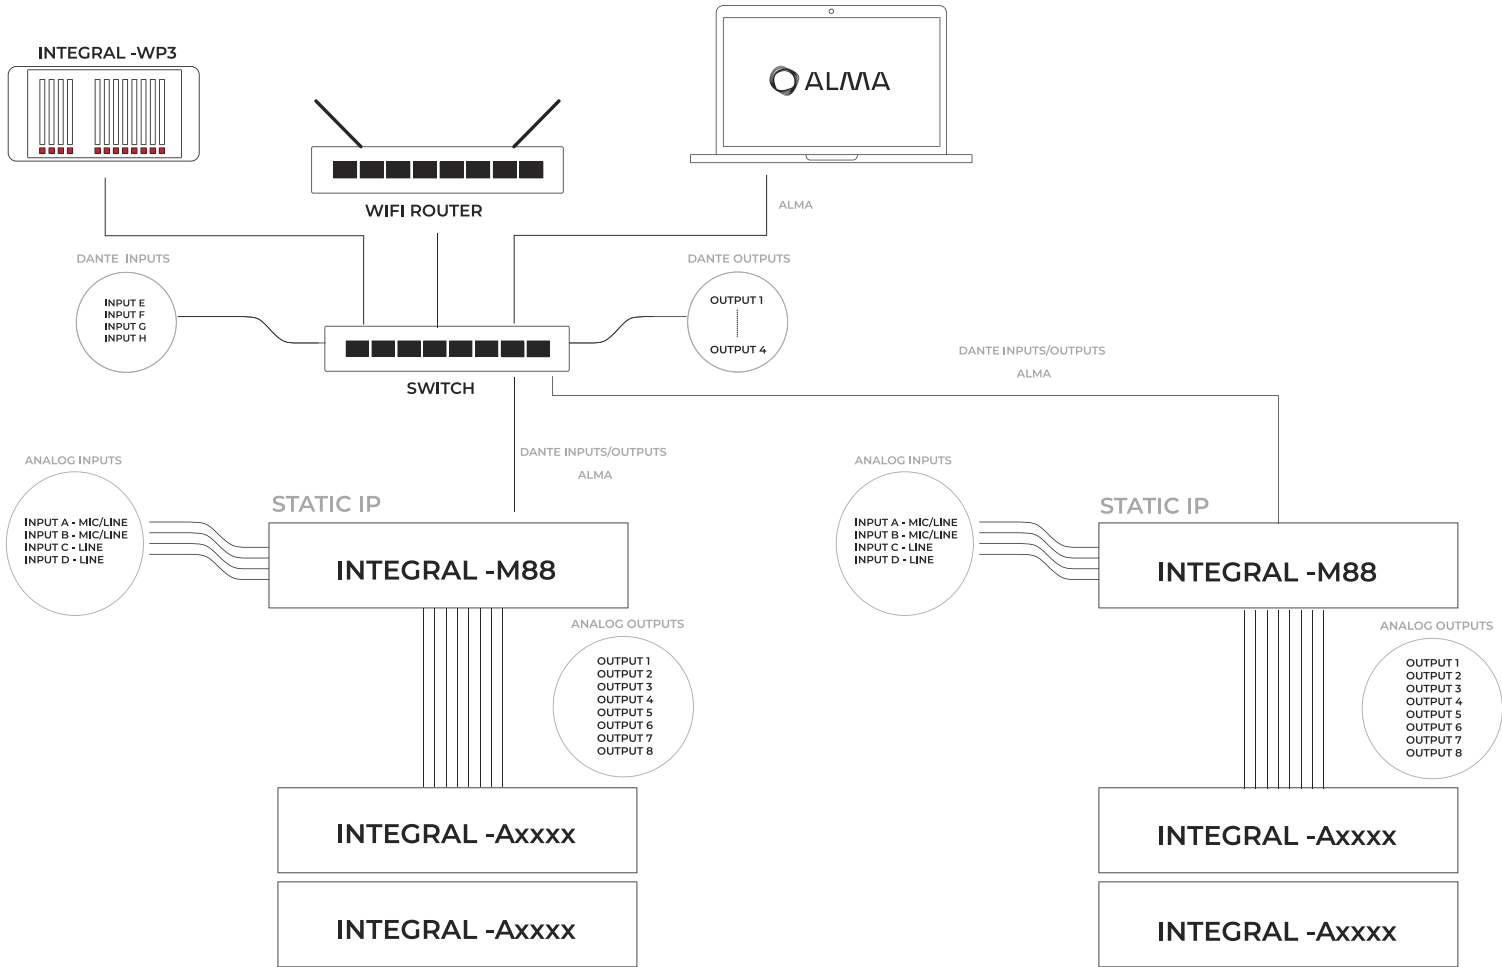 INTEGRAL -WP3
ALMA
WIFI ROUTER
ALMA
DANTE INPUTS
INPUT E
INPUT F
INPUT G
INPUT H
DANTE OUTPUTS
OUTPUT 1
OUTPUT 4
SWITCH
DANTE INPUTS/OUTPUTS
ALMA
DANTE INPUTS/OUTPUTS
ALMA
ANALOG INPUTS
INPUT A - MIC/LINE
INPUT B - MIC/LINE
INPUT C - LINE
INPUT D - LINE
STATIC IP
INTEGRAL -M88
ANALOG OUTPUTS
OUTPUT 1
OUTPUT 2
OUTPUT 3
OUTPUT 4
OUTPUT 5
OUTPUT 6
OUTPUT 7
OUTPUT 8
INTEGRAL -Axxxx
INTEGRAL -Axxxx
ANALOG INPUTS
INPUT A - MIC/LINE
INPUT B - MIC/LINE
INPUT C - LINE
INPUT D - LINE
STATIC IP
INTEGRAL -M88
ANALOG OUTPUTS
OUTPUT 1
OUTPUT 2
OUTPUT 3
OUTPUT 4
OUTPUT 5
OUTPUT 6
OUTPUT 7
OUTPUT 8
INTEGRAL -Axxxx
INTEGRAL -Axxxx